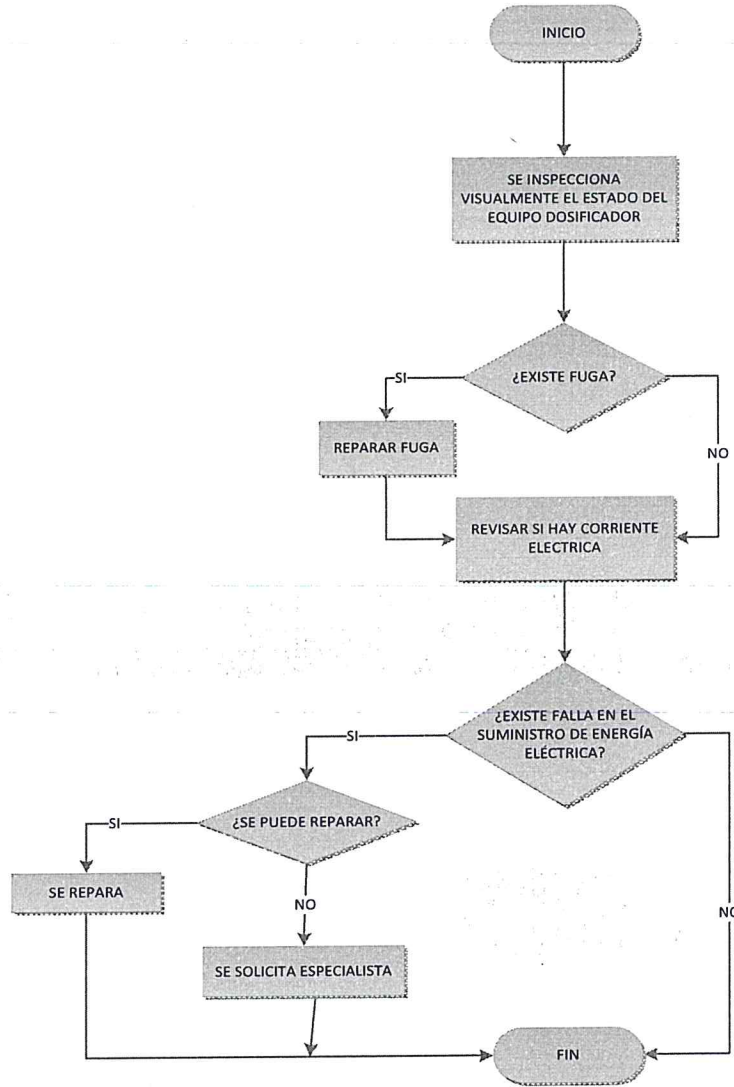 INICIO
SE INSPECCIONA
VISUALMENTE EL ESTADO DEL
EQUIPO DOSIFICADOR
¿EXISTE FUGA?
SI
REPARAR FUGA
NO
REVISAR SI HAY CORRIENTE
ELECTRICA
¿EXISTE FALLA EN EL
SUMINISTRO DE ENERGÍA
ELÉCTRICA?
SI
¿SE PUEDE REPARAR?
SI
SE REPARA
NO
NO
SE SOLICITA ESPECIALISTA
FIN